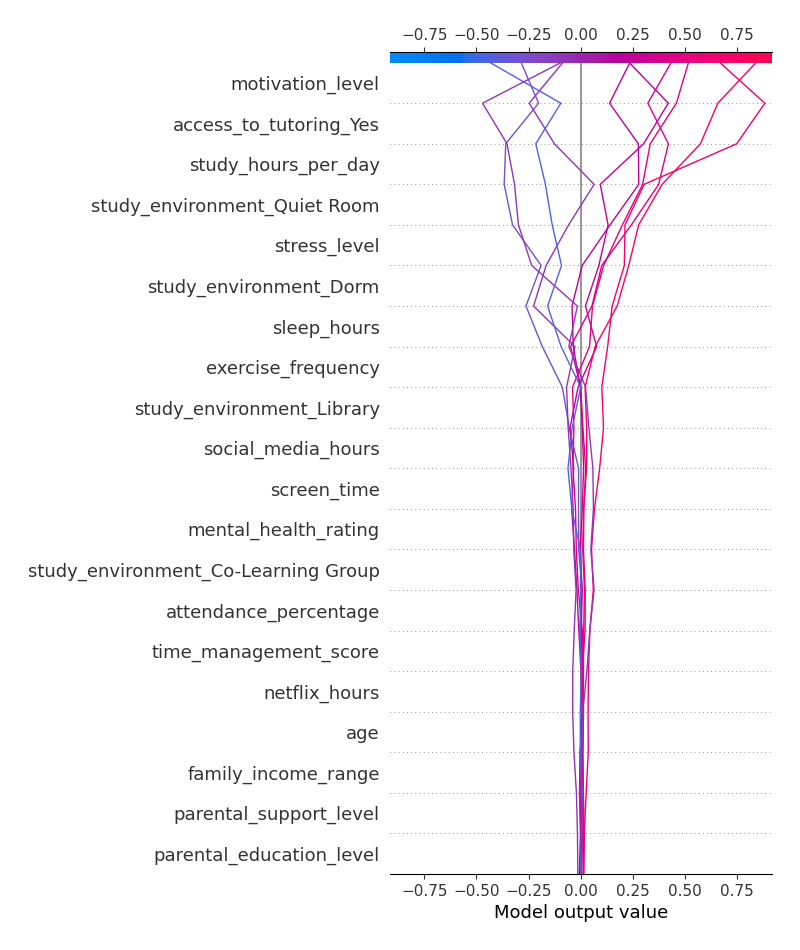 −0.75 −0.50 −0.25 0.00 0.25 0.50 0.75
motivation_level
access_to_tutoring_Yes
study_hours_per_day
study_environment_Quiet Room
stress_level
study_environment_Dorm
sleep_hours
exercise_frequency
study_environment_Library
social_media_hours
screen_time
mental_health_rating
study_environment_Co-Learning Group
attendance_percentage
time_management_score
netflix_hours
age
family_income_range
parental_support_level
parental_education_level
−0.75 −0.50 −0.25 0.00 0.25 0.50 0.75
Model output value